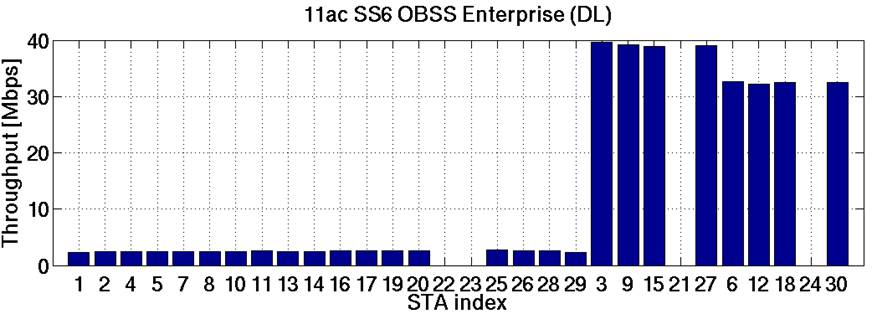 11ac SS6 OBSS Enterprise (DL)
Throughput [Mbps]
40
30
20
10
0
1 2 4 5 7 8 10 11 13 14 16 17 19 20 22 23 25 26 28 29 3 9 15 21 27 6 12 18 24 30
STA index